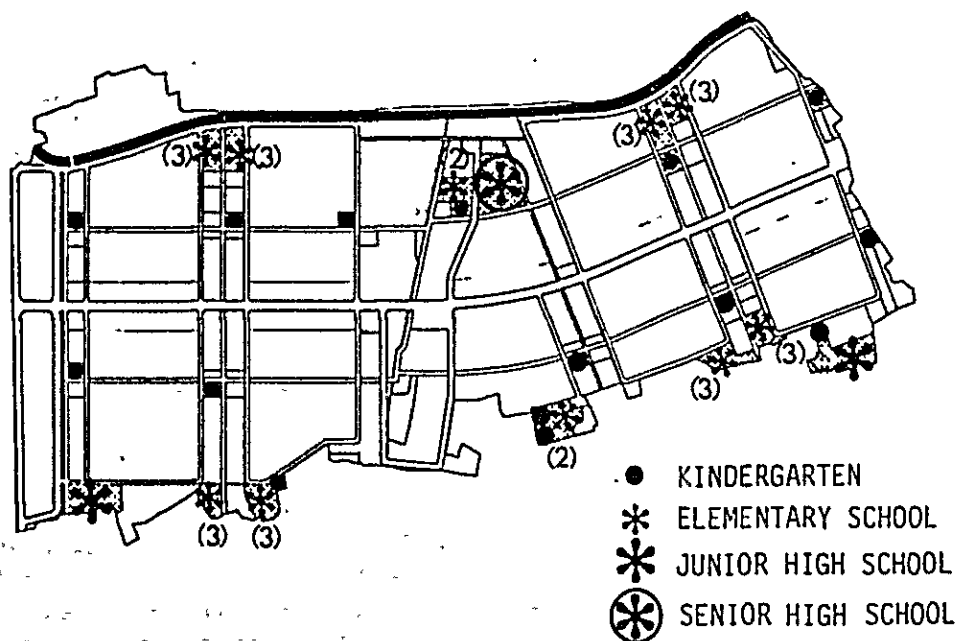 (3)
(3)
(3)
(3)
2)
(3)
(3)
(2)
(3)
(3)
KINDERGARTEN
ELEMENTARY SCHOOL
JUNIOR HIGH SCHOOL
SENIOR HIGH SCHOOL